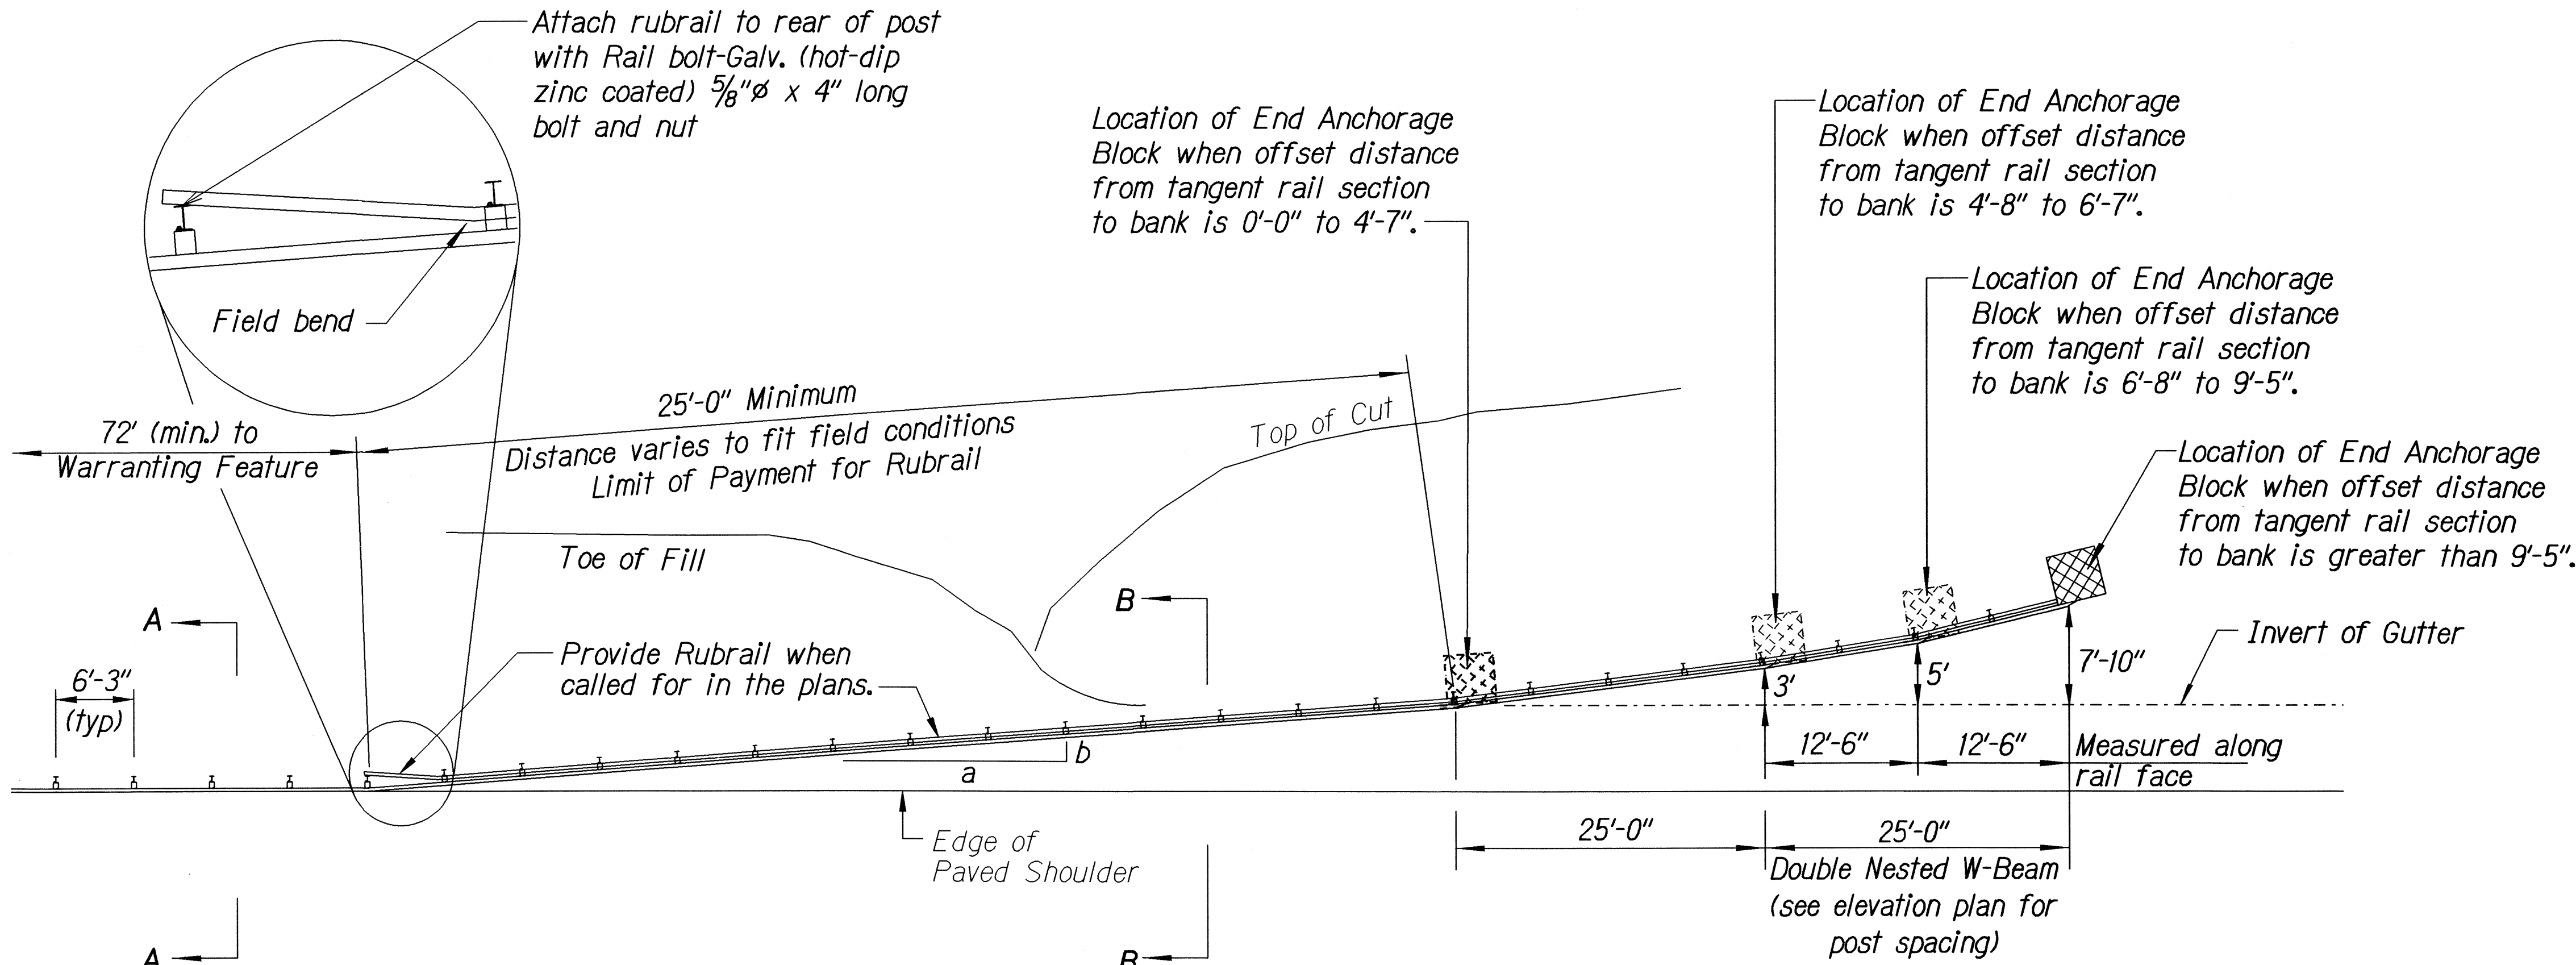 Attach rubrail to rear of post
with Rail bolt-Galv. (hot-dip
zinc coated) 5/8"ø x 4" long
bolt and nut
Field bend
Location of End Anchorage
Block when offset distance
from tangent rail section
to bank is 0'-0" to 4'-7".
Location of End Anchorage
Block when offset distance
from tangent rail section
to bank is 4'-8" to 6'-7".
Location of End Anchorage
Block when offset distance
from tangent rail section
to bank is 6'-8" to 9'-5".
Location of End Anchorage
Block when offset distance
from tangent rail section
to bank is greater than 9'-5".
72' (min.) to
Warranting Feature
25'-0" Minimum
Distance varies to fit field conditions
Limit of Payment for Rubrail
Top of Cut
Toe of Fill
A
B
Provide Rubrail when
called for in the plans.
6'-3"
(typ)
a
b
3'
5'
7'-10"
Invert of Gutter
12'-6"
12'-6"
Measured along
rail face
Edge of
Paved Shoulder
25'-0"
25'-0"
Double Nested W-Beam
(see elevation plan for
post spacing)
A
B